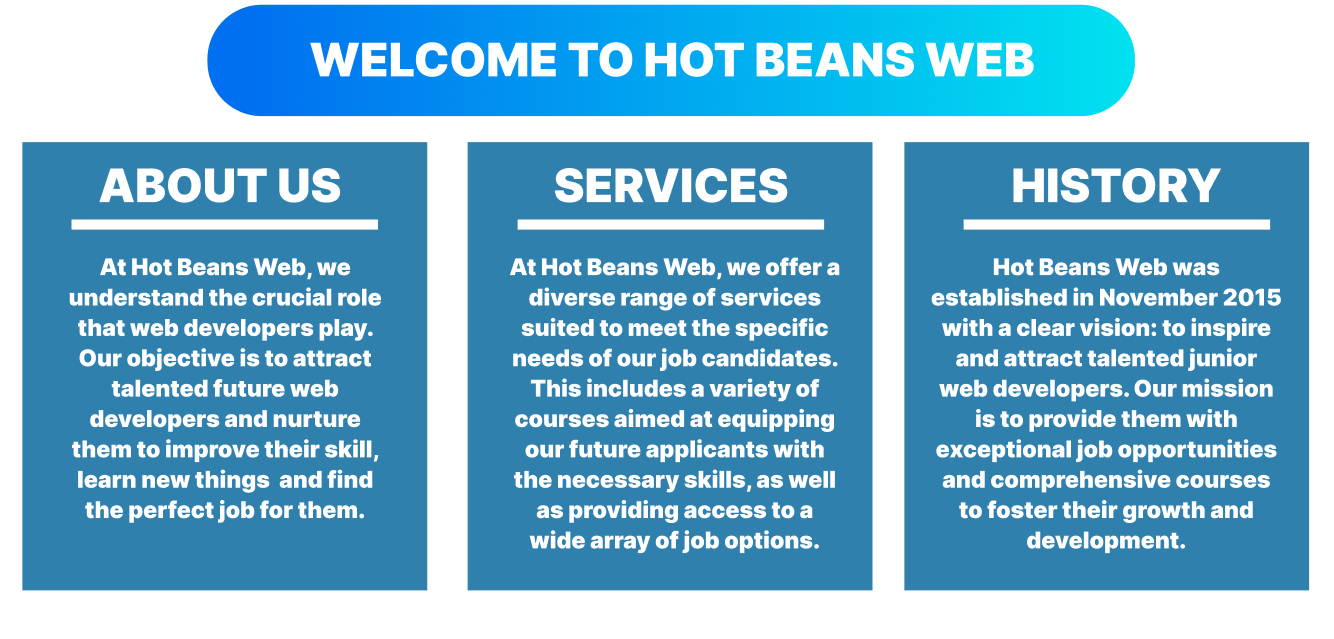 WELCOME TO HOT BEANS WEB
ABOUT US
At Hot Beans Web, we
understand the crucial role
that web developers play.
Our objective is to attract
talented future web
developers and nurture
them to improve their skill,
learn new things  and find
the perfect job for them.
SERVICES
At Hot Beans Web, we offer a
diverse range of services
suited to meet the specific
needs of our job candidates.
This includes a variety of
courses aimed at equipping
our future applicants with
the necessary skills, as well
as providing access to a
wide array of job options.
HISTORY
Hot Beans Web was
established in November 2015
with a clear vision: to inspire
and attract talented junior
web developers. Our mission
is to provide them with
exceptional job opportunities
and comprehensive courses
to foster their growth and
development.